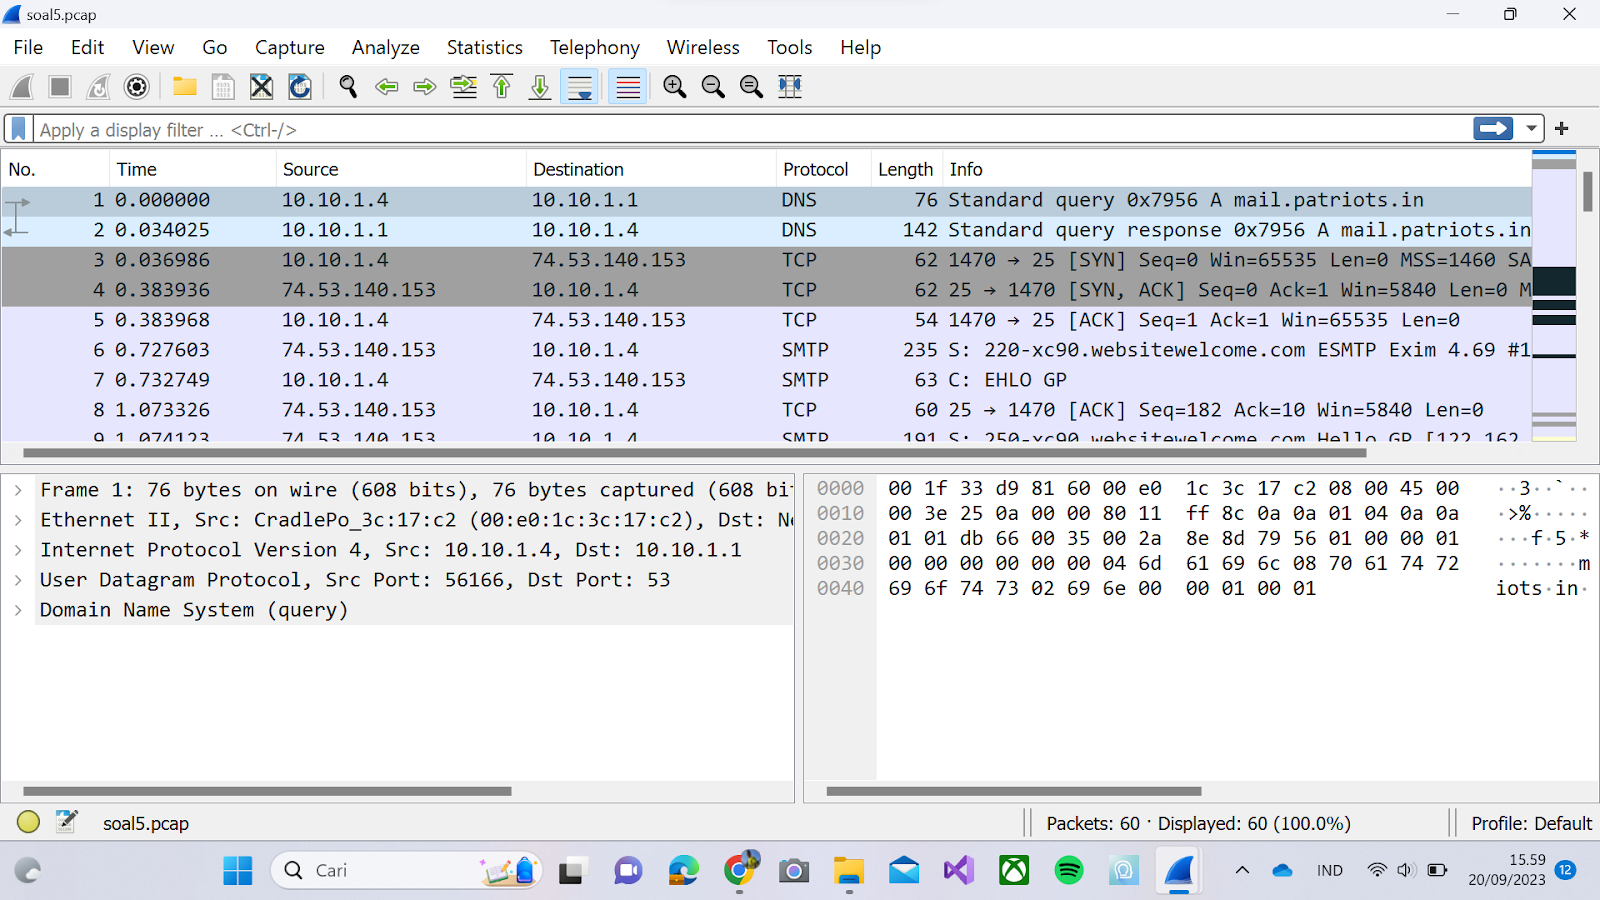 soal5.pcap
File Edit View Go Capture Analyze Statistics Telephony Wireless Tools Help
Apply a display filter ... <Ctrl-/>
No. Time Source Destination Protocol Length Info
1 0.000000 10.10.1.4 10.10.1.1 DNS 76 Standard query 0x7956 A mail.patriots.in
2 0.034025 10.10.1.1 10.10.1.4 DNS 142 Standard query response 0x7956 A mail.patriots.in
3 0.036986 10.10.1.4 74.53.140.153 TCP 62 1470 → 25 [SYN] Seq=0 Win=65535 Len=0 MSS=1460 SA
4 0.383936 74.53.140.153 10.10.1.4 TCP 62 25 → 1470 [SYN, ACK] Seq=0 Ack=1 Win=5840 Len=0 M
5 0.383968 10.10.1.4 74.53.140.153 TCP 54 1470 → 25 [ACK] Seq=1 Ack=1 Win=65535 Len=0
6 0.727603 74.53.140.153 10.10.1.4 SMTP 235 S: 220-xc90.websitewelcome.com ESMTP Exim 4.69 #1
7 0.732749 10.10.1.4 74.53.140.153 SMTP 63 C: EHLO GP
8 1.073326 74.53.140.153 10.10.1.4 TCP 60 25 → 1470 [ACK] Seq=182 Ack=10 Win=5840 Len=0
9 1.074123 74.53.140.153 10.10.1.4 SMTP 191 S: 250-xc90.websitewelcome.com Hello GP [122.162
Frame 1: 76 bytes on wire (608 bits), 76 bytes captured (608 bi
Ethernet II, Src: CradlePo_3c:17:c2 (00:e0:1c:3c:17:c2), Dst: Ne
Internet Protocol Version 4, Src: 10.10.1.4, Dst: 10.10.1.1
User Datagram Protocol, Src Port: 56166, Dst Port: 53
Domain Name System (query)
0000 00 1f 33 d9 81 60 00 e0 1c 3c 17 c2 08 00 45 00 ··3··`··
0010 00 3e 25 0a 00 00 80 11 ff 8c 0a 0a 01 04 0a 0a ·>%·····
0020 01 01 db 66 00 35 00 2a 8e 8d 79 56 01 00 00 01 ···f·5·*
0030 00 00 00 00 00 00 04 6d 61 69 6c 08 70 61 74 72 ·······m
0040 69 6f 74 73 02 69 6e 00 00 01 00 01 iots·in·
soal5.pcap
Packets: 60 · Displayed: 60 (100.0%)
Profile: Default
Cari
IND
15.59
20/09/2023
12